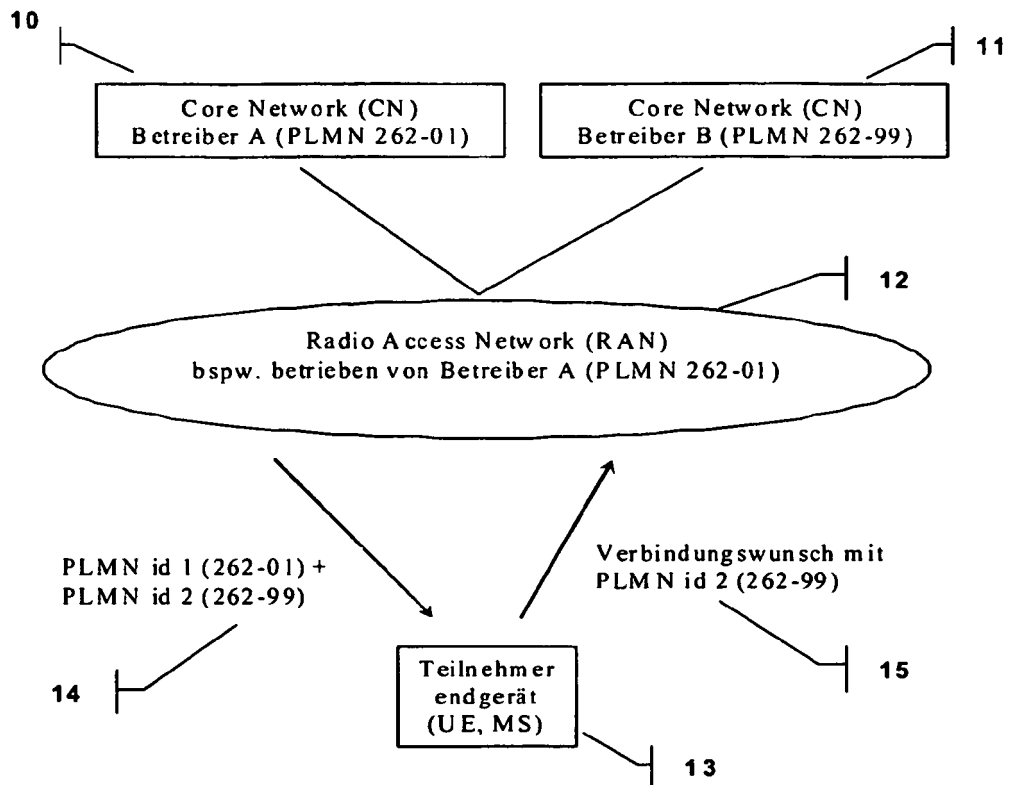 10
11
Core Network (CN)
Betreiber A (PLMN 262-01)
Core Network (CN)
Betreiber B (PLMN 262-99)
12
Radio Access Network (RAN)
bspw. betrieben von Betreiber A (PLMN 262-01)
PLMN id 1 (262-01) +
PLMN id 2 (262-99)
Verbindungswunsch mit
PLMN id 2 (262-99)
14
Teilnehmer
endgerät
(UE, MS)
15
13